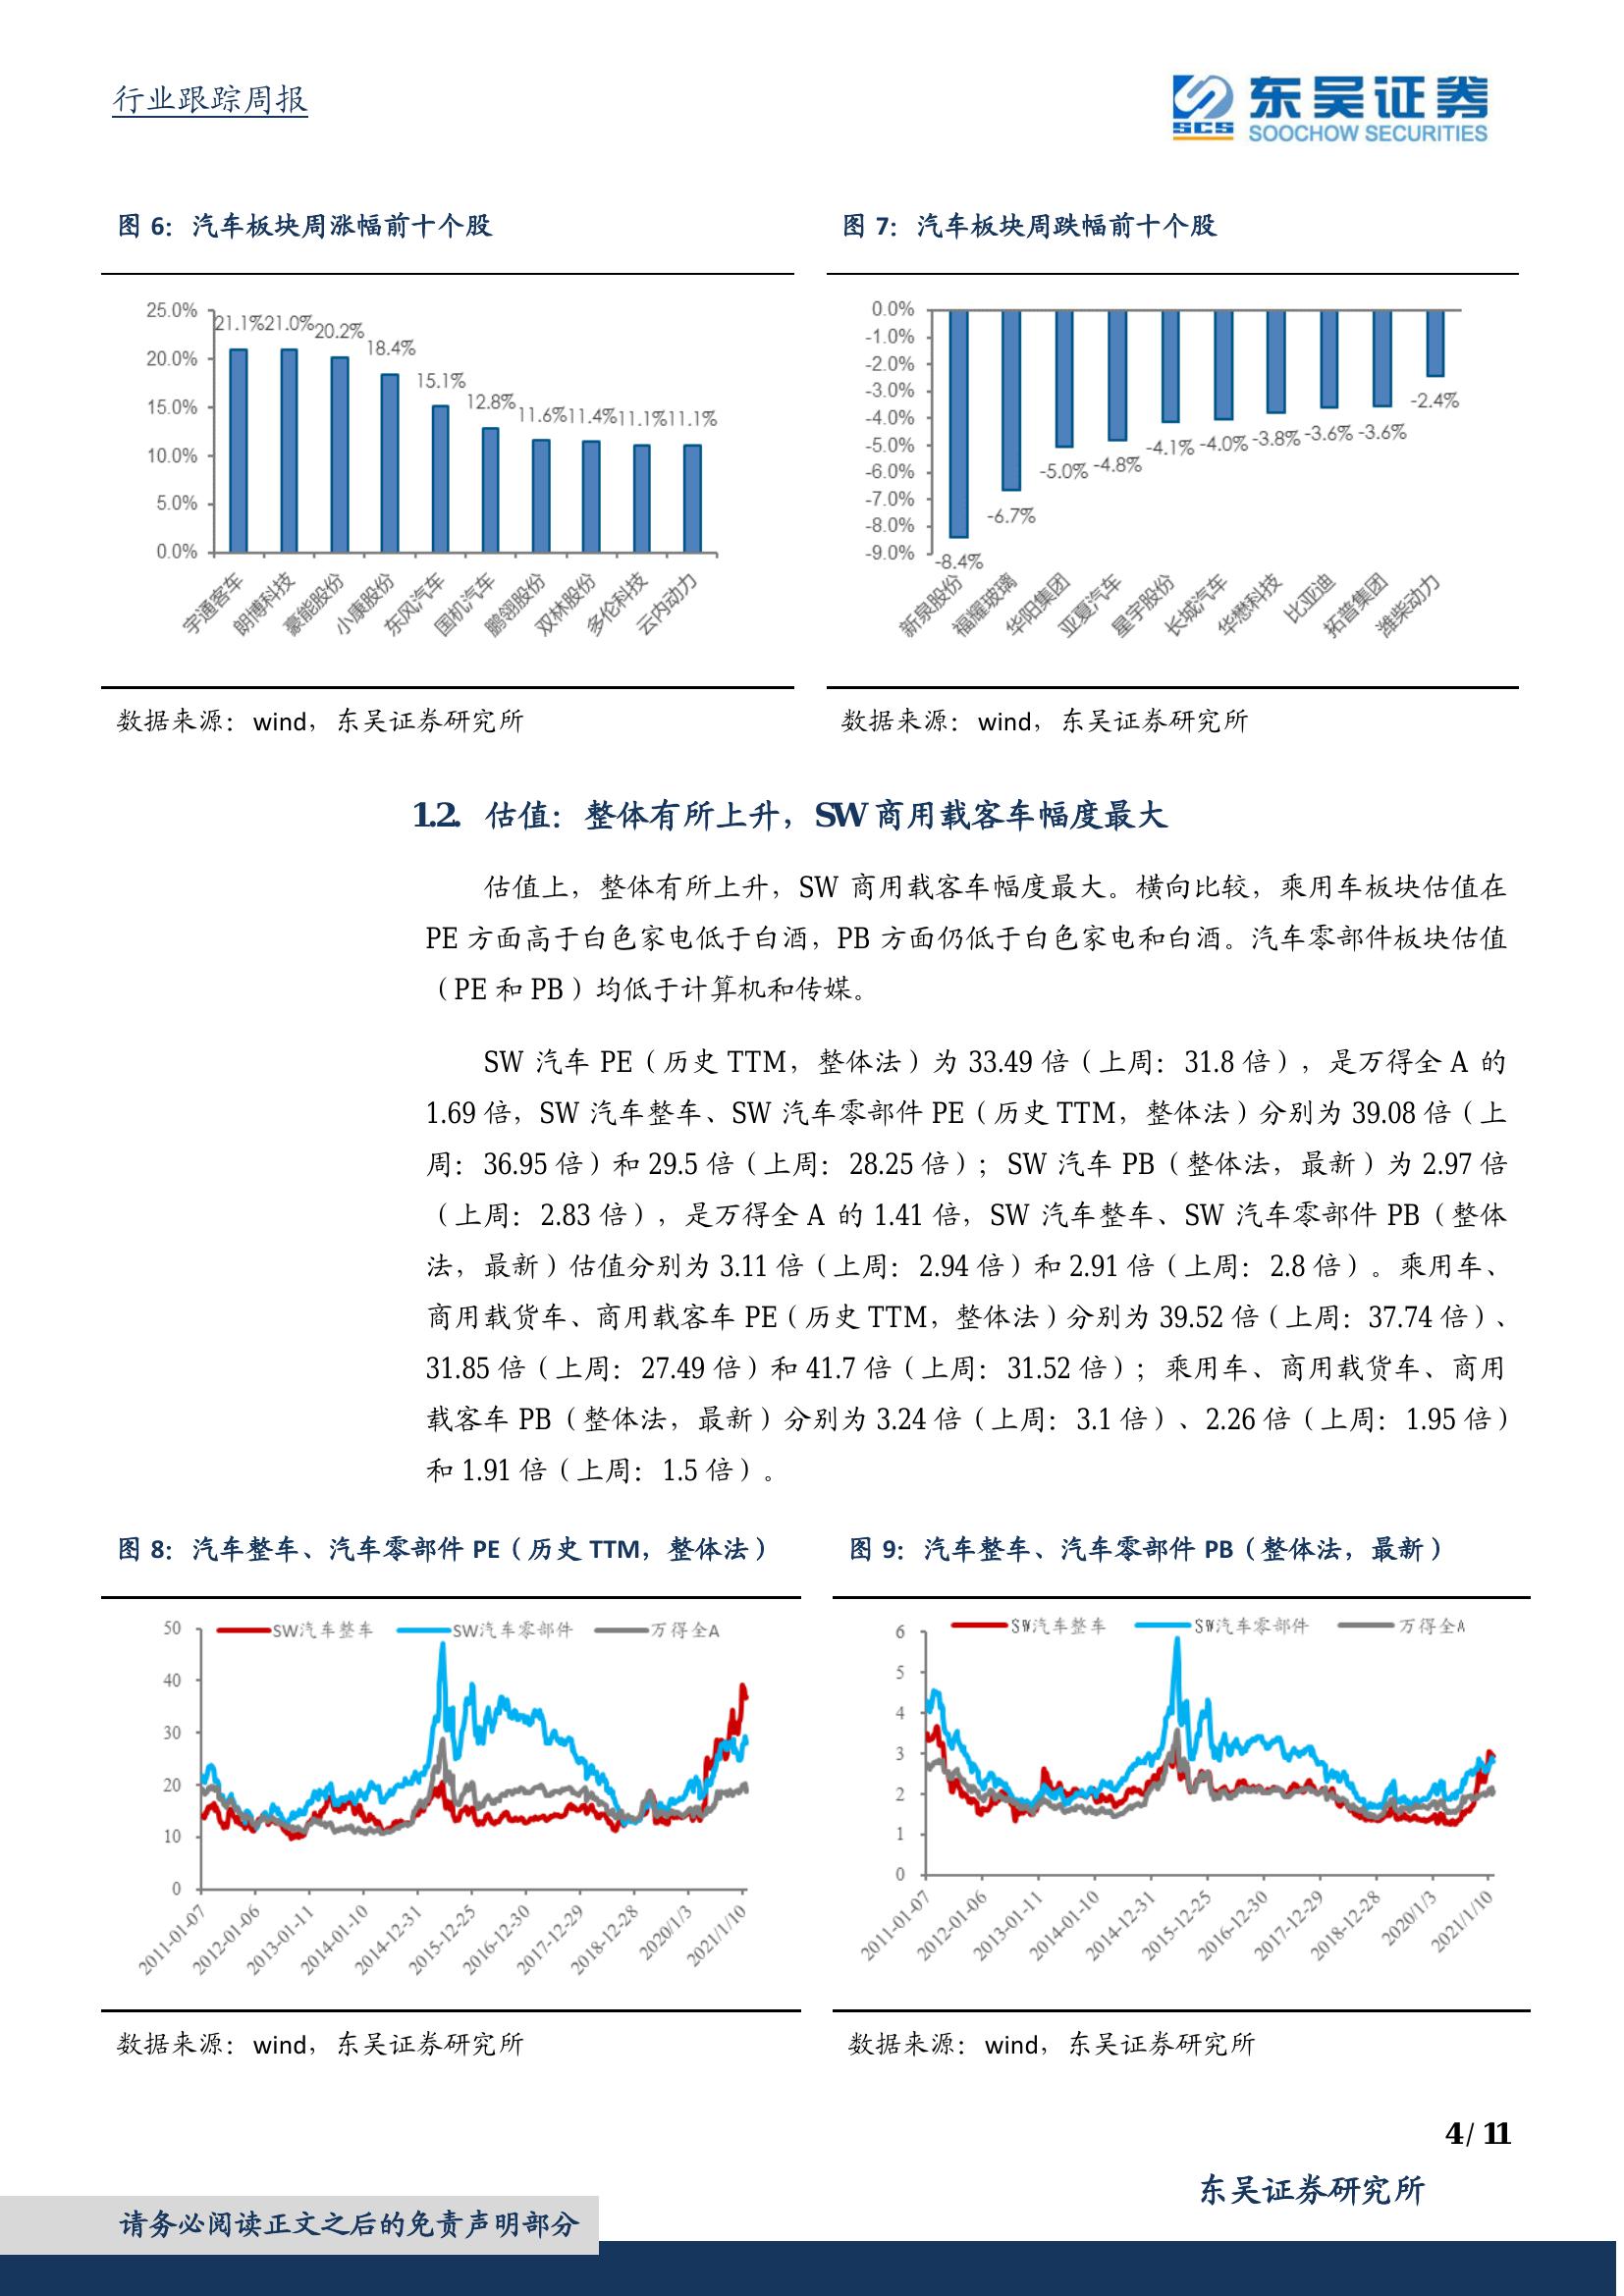 行业跟踪周报
东吴证券
SCS
SOOCHOW SECURITIES
图 6：汽车板块周涨幅前十个股
25.0%
20.0%
15.0%
10.0%
5.0%
0.0%
21.1% 21.0% 20.2% 18.4% 15.1% 12.8% 11.6% 11.4% 11.1% 11.1%
宇通客车 朗博科技 豪能股份 小康股份 东风汽车 国机汽车 鹏翎股份 双林股份 多伦科技 云内动力
数据来源：wind，东吴证券研究所
图 7：汽车板块周跌幅前十个股
0.0%
-1.0%
-2.0%
-3.0%
-4.0%
-5.0%
-6.0%
-7.0%
-8.0%
-9.0%
-8.4% -6.7% -5.0% -4.8% -4.1% -4.0% -3.8% -3.6% -3.6% -2.4%
新泉股份 福耀玻璃 华阳集团 亚夏汽车 星宇股份 长城汽车 华懋科技 比亚迪 拓普集团 潍柴动力
数据来源：wind，东吴证券研究所
1.2. 估值：整体有所上升，SW 商用载客车幅度最大
估值上，整体有所上升，SW 商用载客车幅度最大。横向比较，乘用车板块估值在
PE 方面高于白色家电低于白酒，PB 方面仍低于白色家电和白酒。汽车零部件板块估值
（PE 和 PB）均低于计算机和传媒。
SW 汽车 PE（历史 TTM，整体法）为 33.49 倍（上周：31.8 倍），是万得全 A 的
1.69 倍，SW 汽车整车、SW 汽车零部件 PE（历史 TTM，整体法）分别为 39.08 倍（上
周：36.95 倍）和 29.5 倍（上周：28.25 倍）；SW 汽车 PB（整体法，最新）为 2.97 倍
（上周：2.83 倍），是万得全 A 的 1.41 倍，SW 汽车整车、SW 汽车零部件 PB（整体
法，最新）估值分别为 3.11 倍（上周：2.94 倍）和 2.91 倍（上周：2.8 倍）。乘用车、
商用载货车、商用载客车 PE（历史 TTM，整体法）分别为 39.52 倍（上周：37.74 倍）、
31.85 倍（上周：27.49 倍）和 41.7 倍（上周：31.52 倍）；乘用车、商用载货车、商用
载客车 PB（整体法，最新）分别为 3.24 倍（上周：3.1 倍）、2.26 倍（上周：1.95 倍）
和 1.91 倍（上周：1.5 倍）。
图 8：汽车整车、汽车零部件 PE（历史 TTM，整体法）
SW汽车整车 SW汽车零部件 万得全A
50
40
30
20
10
0
2011-01-07 2012-01-06 2013-01-11 2014-01-10 2014-12-31 2015-12-25 2016-12-30 2017-12-29 2018-12-28 2020/1/3 2021/1/10
数据来源：wind，东吴证券研究所
图 9：汽车整车、汽车零部件 PB（整体法，最新）
SW汽车整车 SW汽车零部件 万得全A
6
5
4
3
2
1
0
2011-01-07 2012-01-06 2013-01-11 2014-01-10 2014-12-31 2015-12-25 2016-12-30 2017-12-29 2018-12-28 2020/1/3 2021/1/10
数据来源：wind，东吴证券研究所
4 / 11
东吴证券研究所
请务必阅读正文之后的免责声明部分